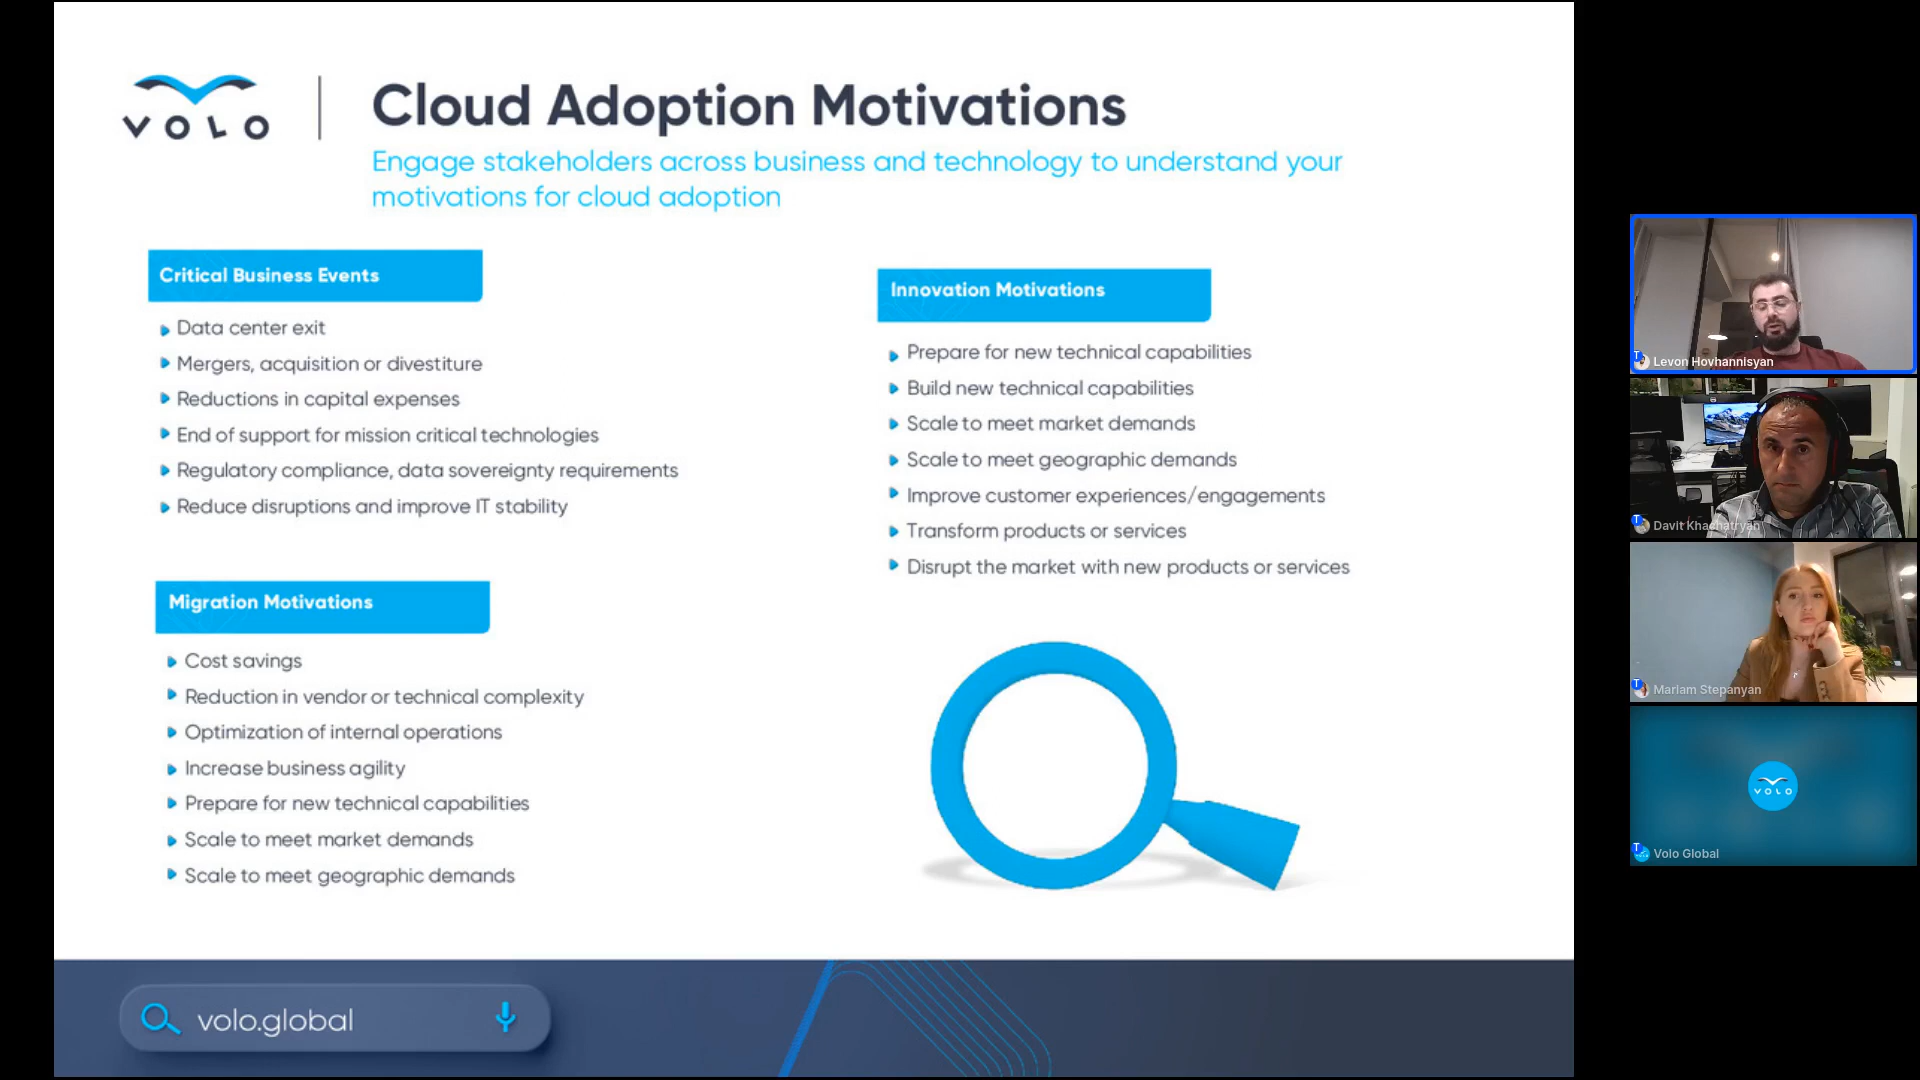 VOLO
Cloud Adoption Motivations
Engage stakeholders across business and technology to understand your
motivations for cloud adoption
Critical Business Events
Data center exit
Mergers, acquisition or divestiture
Reductions in capital expenses
End of support for mission critical technologies
Regulatory compliance, data sovereignty requirements
Reduce disruptions and improve IT stability
Migration Motivations
Cost savings
Reduction in vendor or technical complexity
Optimization of internal operations
Increase business agility
Prepare for new technical capabilities
Scale to meet market demands
Scale to meet geographic demands
Innovation Motivations
Prepare for new technical capabilities
Build new technical capabilities
Scale to meet market demands
Scale to meet geographic demands
Improve customer experiences/engagements
Transform products or services
Disrupt the market with new products or services
volo.global
T
Levon Hovhannisyan
T
Davit Khachatryan
T
Mariam Stepanyan
VOLO
T
Volo Global